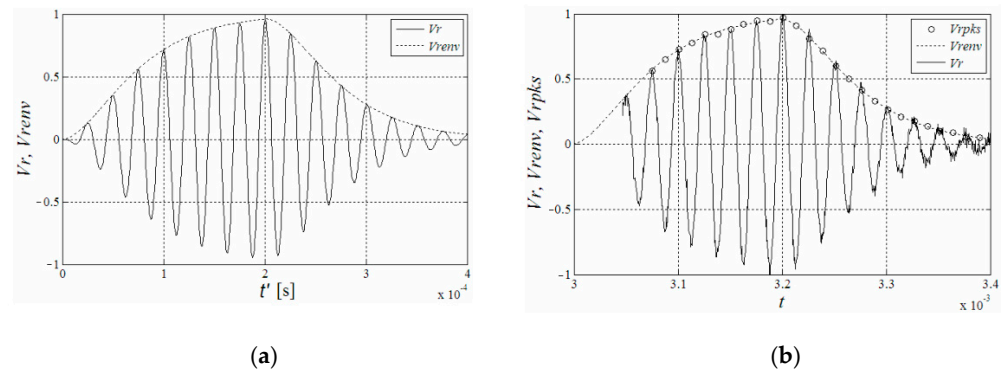 Vr
Vrenv
1
0.5
0
-0.5
-1
Vr, Vrenv
0 1 2 3 4
t' [s]
x 10⁻⁴
(a)
Vrpks
Vrenv
Vr
1
0.5
0
-0.5
-1
Vr, Vrenv, Vrpks
3 3.1 3.2 3.3 3.4
t
x 10⁻³
(b)